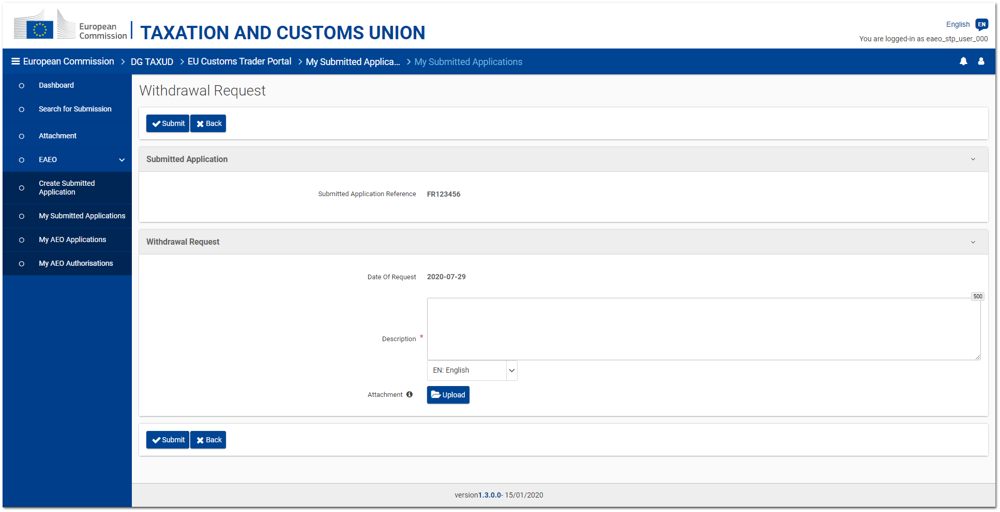 European
Commission
TAXATION AND CUSTOMS UNION
English EN
You are logged-in as eaeo_stp_user_000
European Commission > DG TAXUD > EU Customs Trader Portal > My Submitted Applica... > My Submitted Applications
Dashboard
Search for Submission
Attachment
EAEO
Create Submitted
Application
My Submitted Applications
My AEO Applications
My AEO Authorisations
Withdrawal Request
Submit Back
Submitted Application
Submitted Application Reference FR123456
Withdrawal Request
Date Of Request 2020-07-29
500
Description *
EN: English
Attachment Upload
Submit Back
version1.3.0.0- 15/01/2020